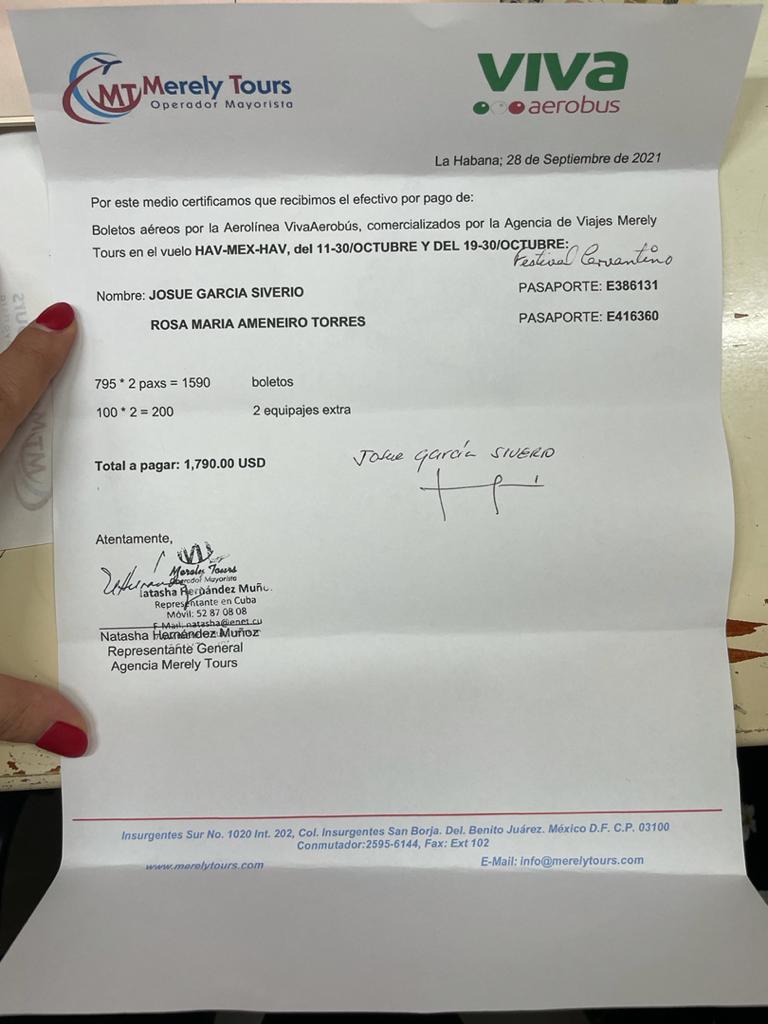 MT Merely Tours
Operador Mayorista
VIVA
aerobus
La Habana; 28 de Septiembre de 2021
Por este medio certificamos que recibimos el efectivo por pago de:
Boletos aéreos por la Aerolínea VivaAerobús, comercializados por la Agencia de Viajes Merely
Tours en el vuelo HAV-MEX-HAV, del 11-30/OCTUBRE Y DEL 19-30/OCTUBRE:
Festival Cervantino
Nombre: JOSUE GARCIA SIVERIO PASAPORTE: E386131
ROSA MARIA AMENEIRO TORRES PASAPORTE: E416360
795 * 2 paxs = 1590 boletos
100 * 2 = 200 2 equipajes extra
Total a pagar: 1,790.00 USD
Josue García SIVERIO
Atentamente,
Merely Tours
Operador Mayorista
Natasha Hernández Muño
Representante en Cuba
Móvil: 52 87 08 08
E-Mail: natasha@enet.cu
Natasha Hernández Muñoz
Representante General
Agencia Merely Tours
Insurgentes Sur No. 1020 Int. 202, Col. Insurgentes San Borja. Del. Benito Juárez. México D.F. C.P. 03100
Conmutador:2595-6144, Fax: Ext 102
www.merelytours.com E-Mail: info@merelytours.com